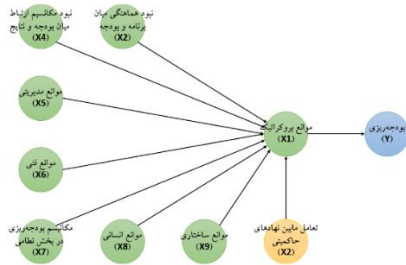 نبود مکانیسم ارتباط
میان بودجه و نتایج
(X4)
نبود هماهنگی میان
برنامه و بودجه
(X2)
موانع مدیریتی
(X5)
موانع بروکراتیک
(X1)
بودجه‌ریزی
(Y)
موانع فنی
(X6)
مکانیسم بودجه‌ریزی
در بخش نظامی
(X7)
موانع انسانی
(X8)
موانع ساختاری
(X9)
تعامل مابین نهادهای
حاکمیتی
(X2)